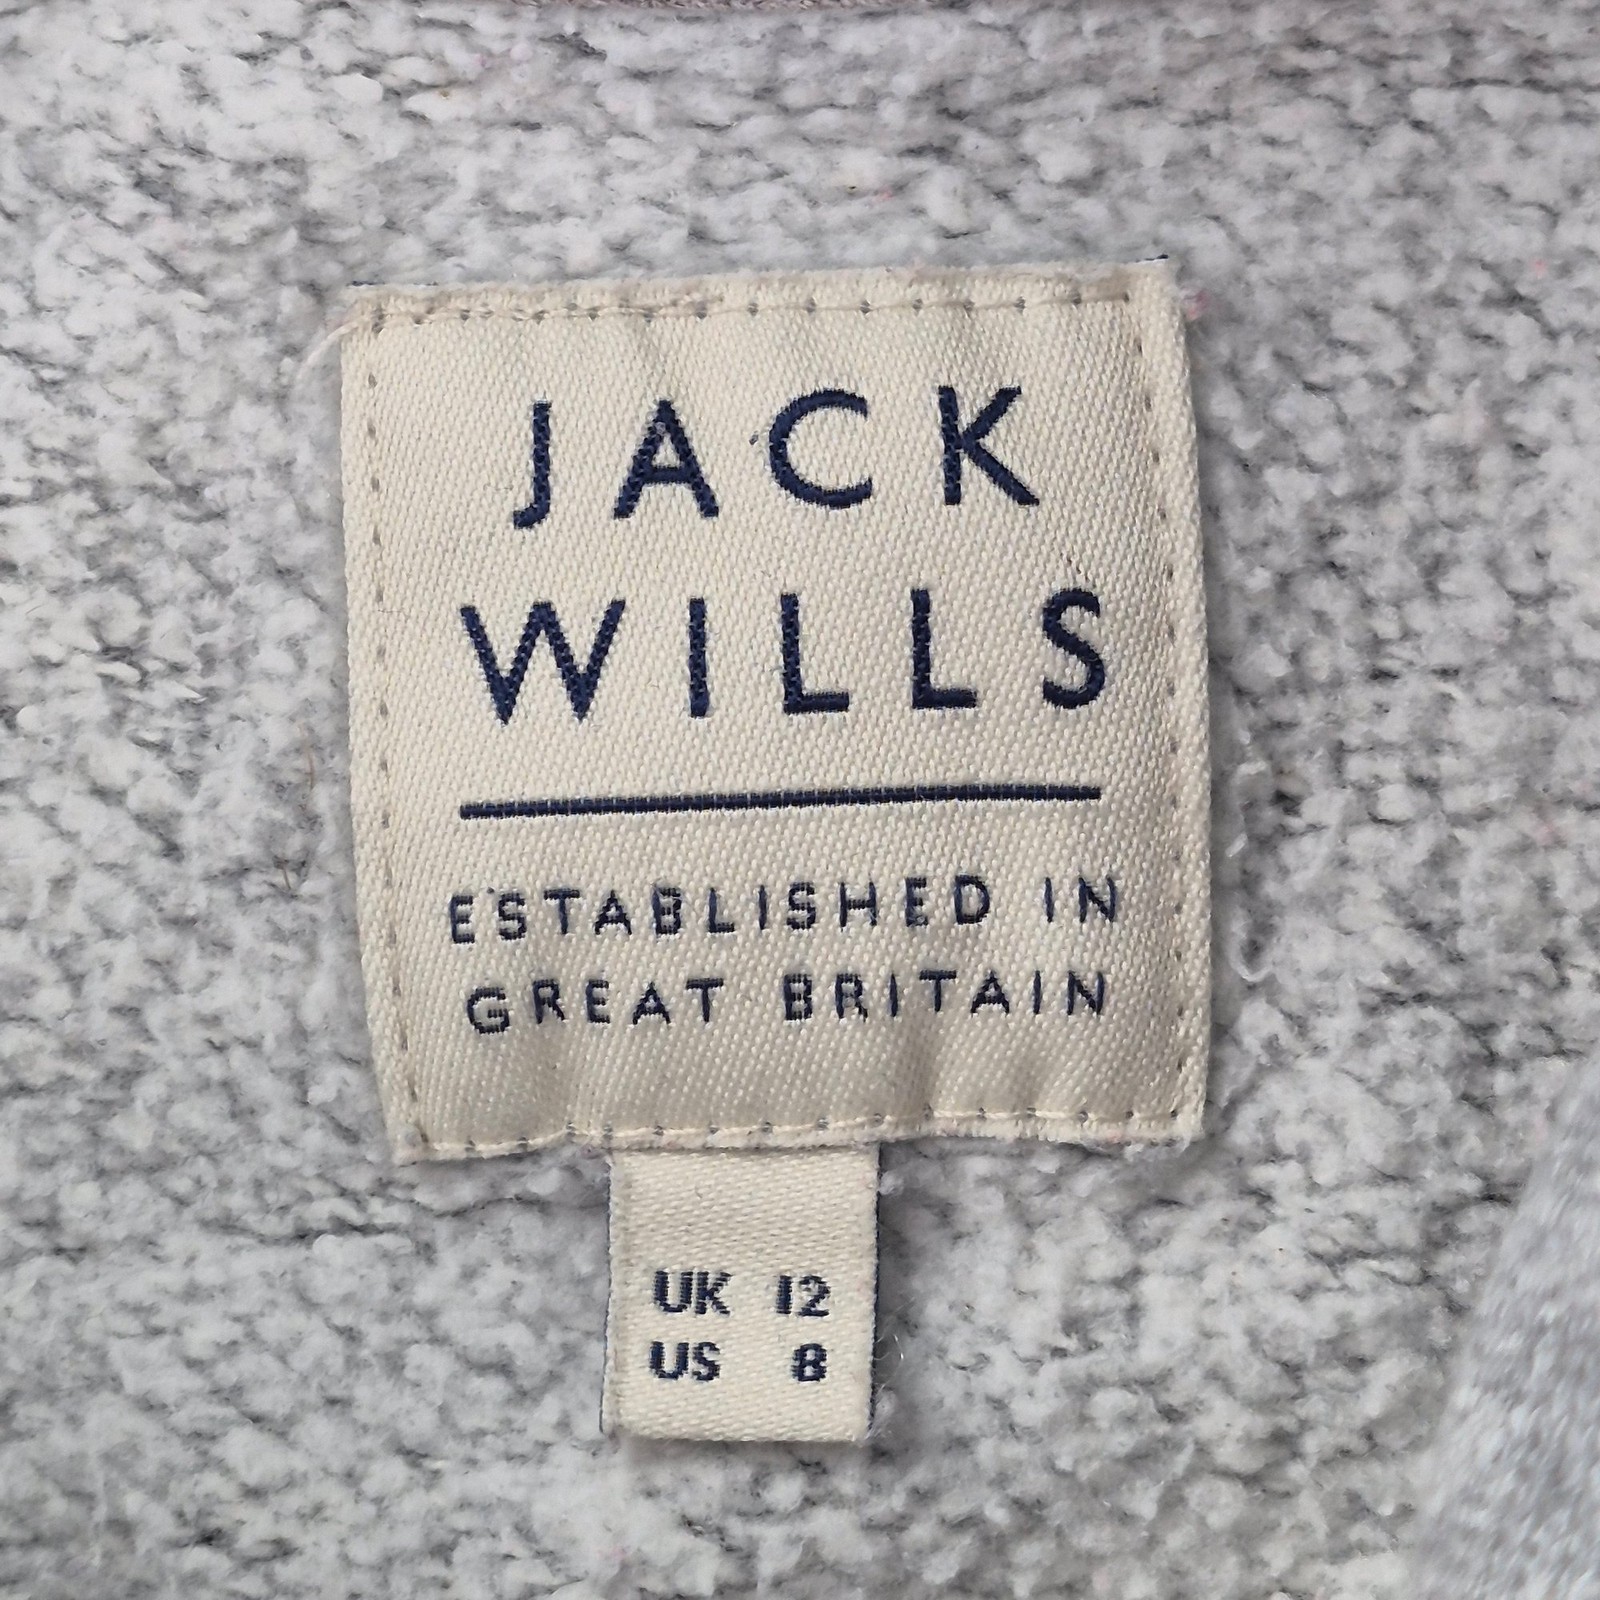 JACK
WILLS
ESTABLISHED IN
GREAT BRITAIN
UK 12
US 8